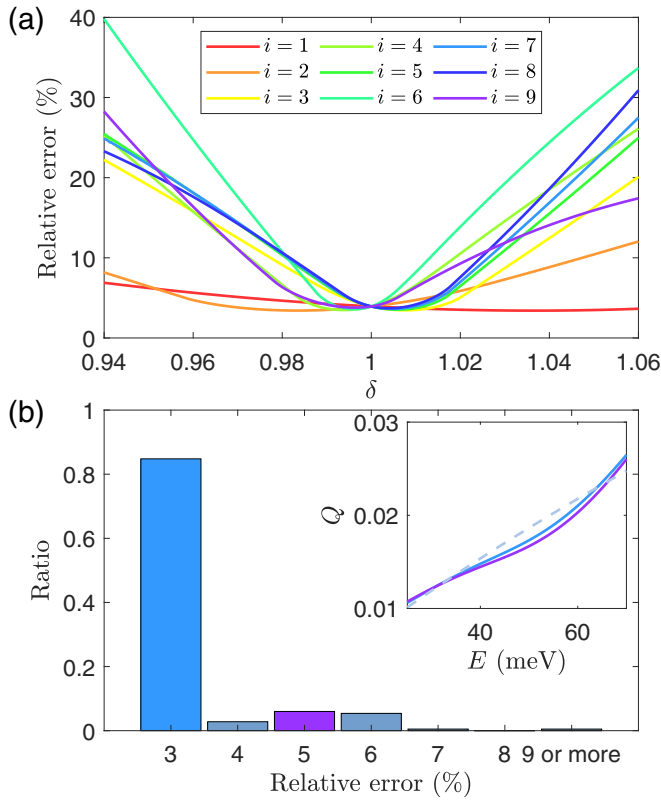 (a)
Relative error (%)
40
30
20
10
0
i = 1
i = 4
i = 7
i = 2
i = 5
i = 8
i = 3
i = 6
i = 9
0.94
0.96
0.98
1
1.02
1.04
1.06
δ
(b)
Ratio
1
0.8
0.6
0.4
0.2
0
Q
0.03
0.02
0.01
40
60
E (meV)
3
4
5
6
7
8
9 or more
Relative error (%)